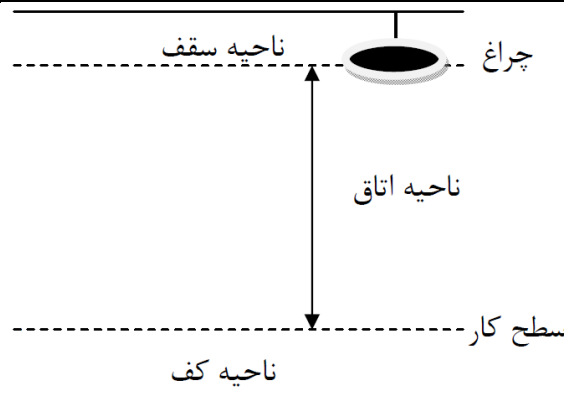 ناحیه سقف
چراغ
ناحیه اتاق
سطح کار
ناحیه کف